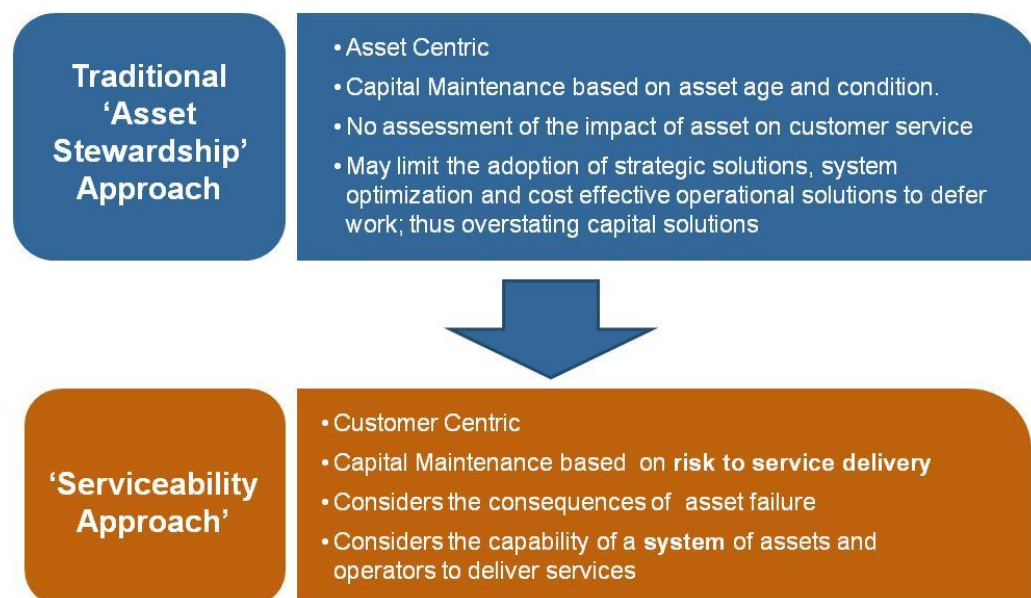 Traditional
‘Asset
Stewardship’
Approach
• Asset Centric
• Capital Maintenance based on asset age and condition.
• No assessment of the impact of asset on customer service
• May limit the adoption of strategic solutions, system
optimization and cost effective operational solutions to defer
work; thus overstating capital solutions
‘Serviceability
Approach’
• Customer Centric
• Capital Maintenance based on risk to service delivery
• Considers the consequences of asset failure
• Considers the capability of a system of assets and
operators to deliver services